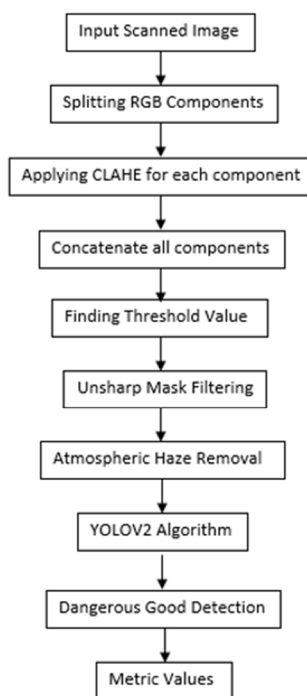 Input Scanned Image
Splitting RGB Components
Applying CLAHE for each component
Concatenate all components
Finding Threshold Value
Unsharp Mask Filtering
Atmospheric Haze Removal
YOLOV2 Algorithm
Dangerous Good Detection
Metric Values